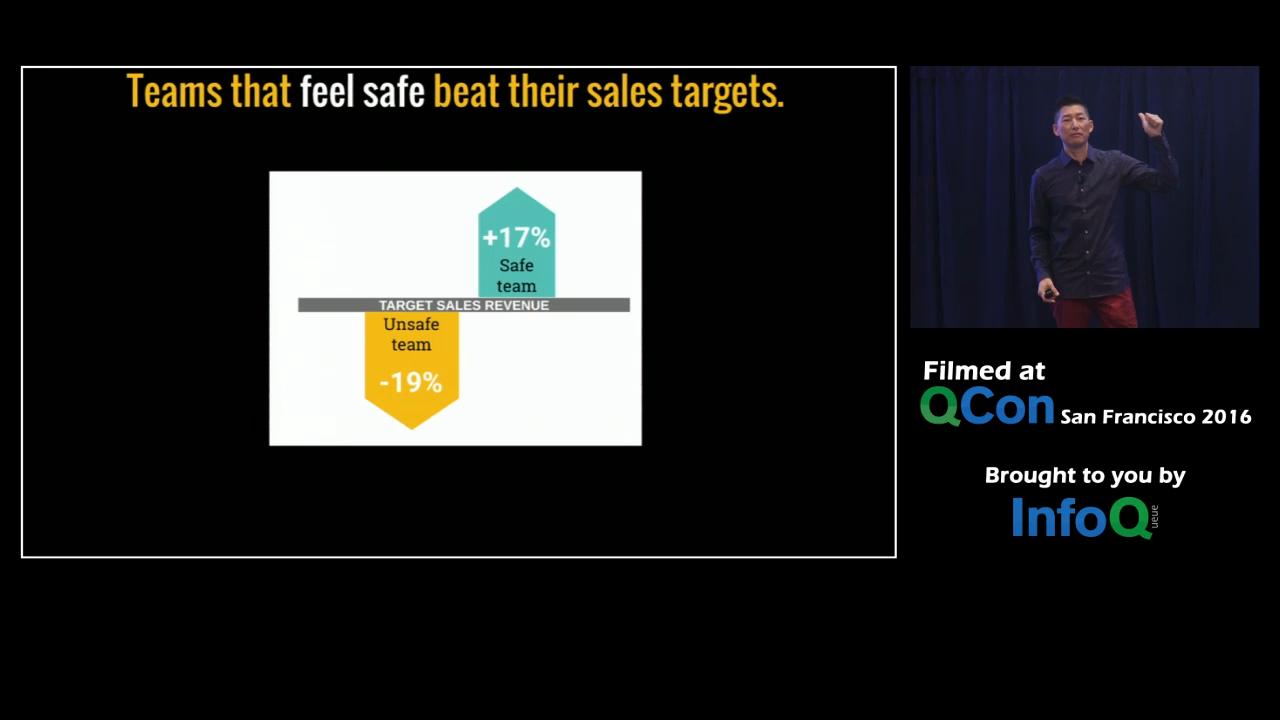 Teams that feel safe beat their sales targets.
+17%
Safe
team
TARGET SALES REVENUE
Unsafe
team
-19%
Filmed at
QCon San Francisco 2016
Brought to you by
InfoQ
ueue